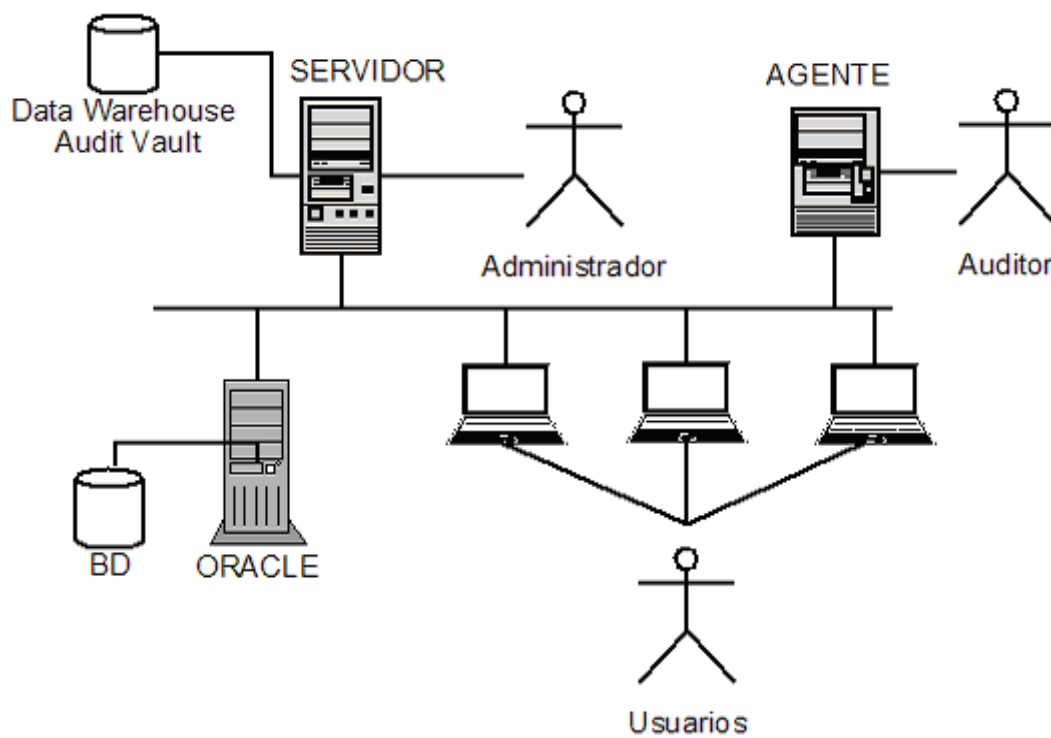 SERVIDOR
AGENTE
Data Warehouse
Audit Vault
Administrador
Auditor
BD
ORACLE
Usuarios